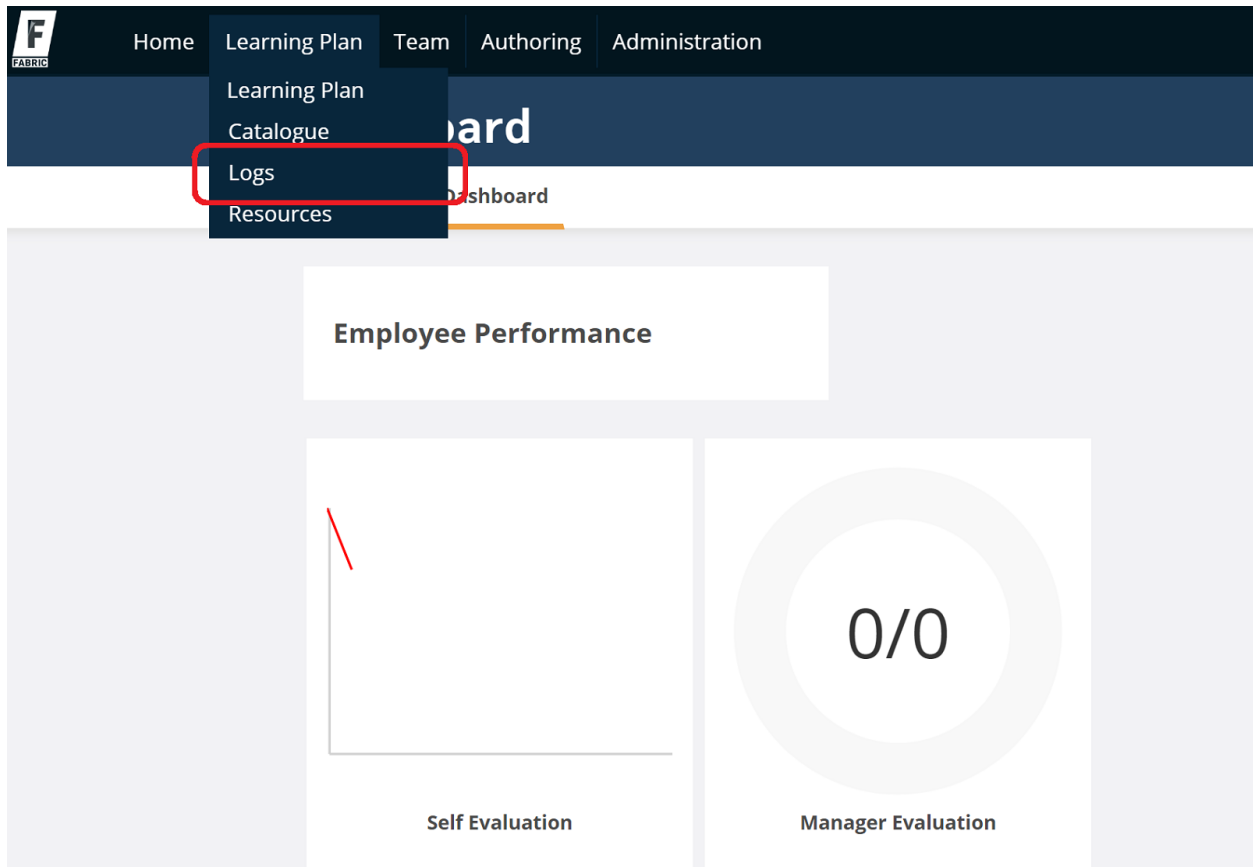 F
FABRIC
Home Learning Plan Team Authoring Administration
Learning Plan
Catalogue
Logs
Resources
ard
Dashboard
Employee Performance
0/0
Self Evaluation
Manager Evaluation